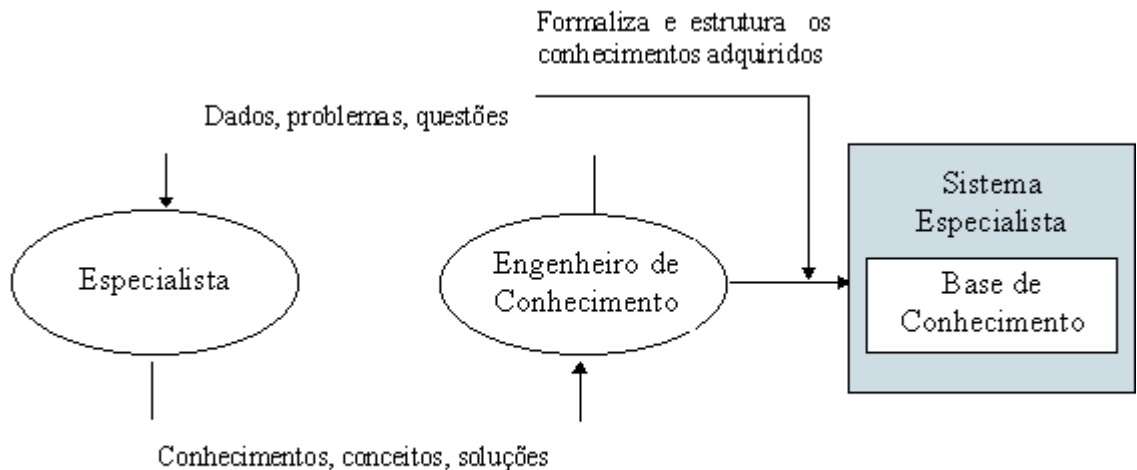 Formaliza e estrutura os
conhecimentos adquiridos
Dados, problemas, questões
Especialista
Engenheiro de
Conhecimento
Sistema
Especialista
Base de
Conhecimento
Conhecimentos, conceitos, soluções